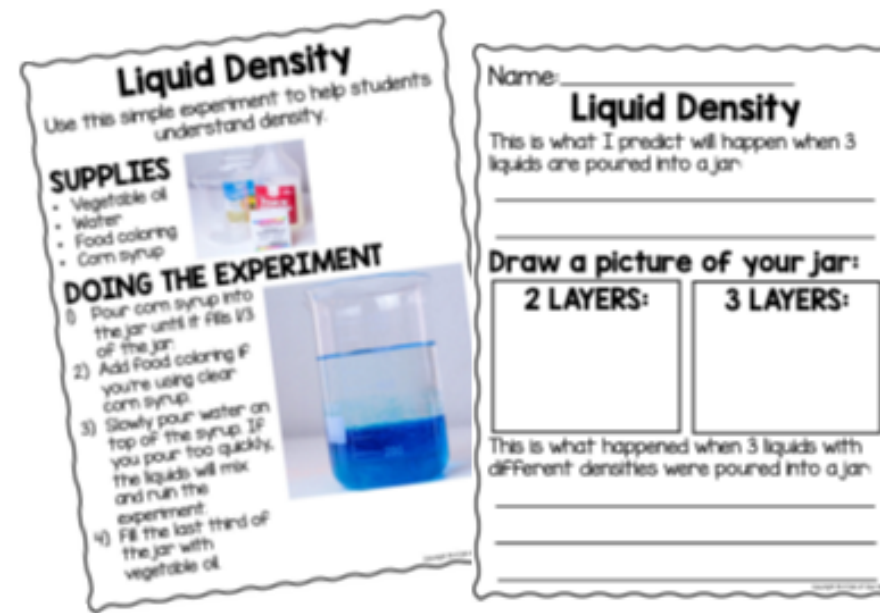 Liquid Density
Use this simple experiment to help students
understand density.
SUPPLIES
• Vegetable oil
• Water
• Food coloring
• Corn syrup
DOING THE EXPERIMENT
1) Pour corn syrup into
the jar until it fills 1/3
of the jar.
2) Add food coloring if
you're using clear
corn syrup.
3) Slowly pour water on
top of the syrup. If
you pour too quickly,
the liquids will mix
and ruin the
experiment.
4) Fill the last third of
the jar with
vegetable oil.
Name:
Liquid Density
This is what I predict will happen when 3
liquids are poured into a jar:
Draw a picture of your jar:
2 LAYERS:
3 LAYERS:
This is what happened when 3 liquids with
different densities were poured into a jar: